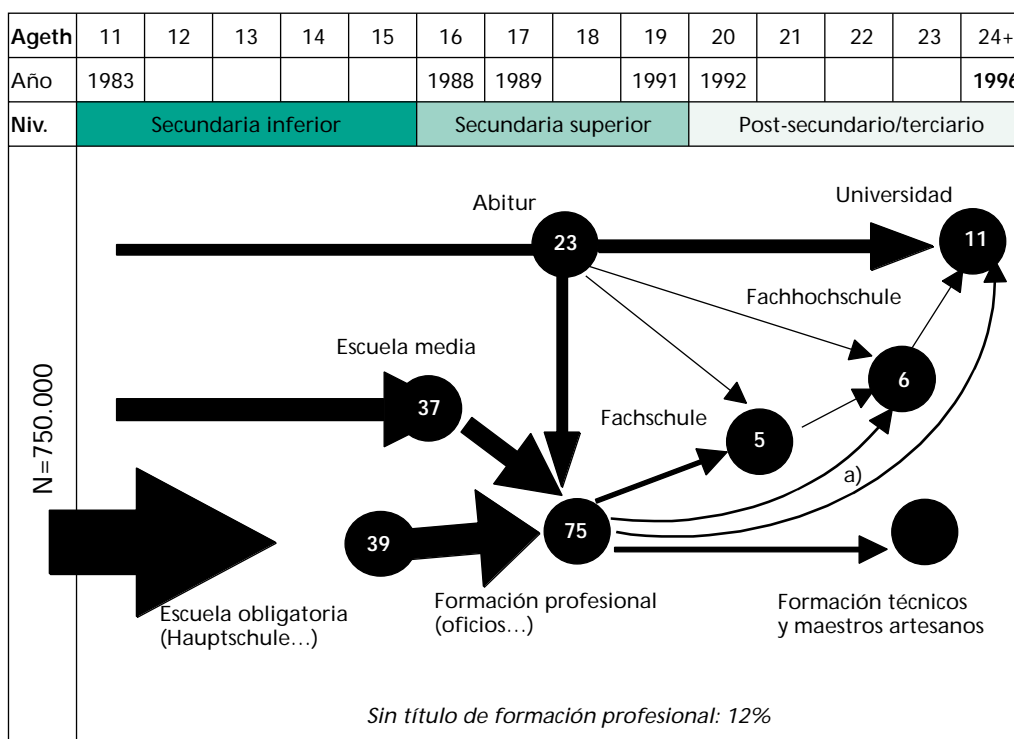 Ageth 11 12 13 14 15 16 17 18 19 20 21 22 23 24+
Año 1983 1988 1989 1991 1992 1996
Niv. Secundaria inferior Secundaria superior Post-secundario/terciario
Abitur
Universidad
23
11
Fachhochschule
Escuela media
6
37
Fachschule
5
N=750.000
a)
39
75
Escuela obligatoria
(Hauptschule…)
Formación profesional
(oficios…)
Formación técnicos
y maestros artesanos
Sin título de formación profesional: 12%